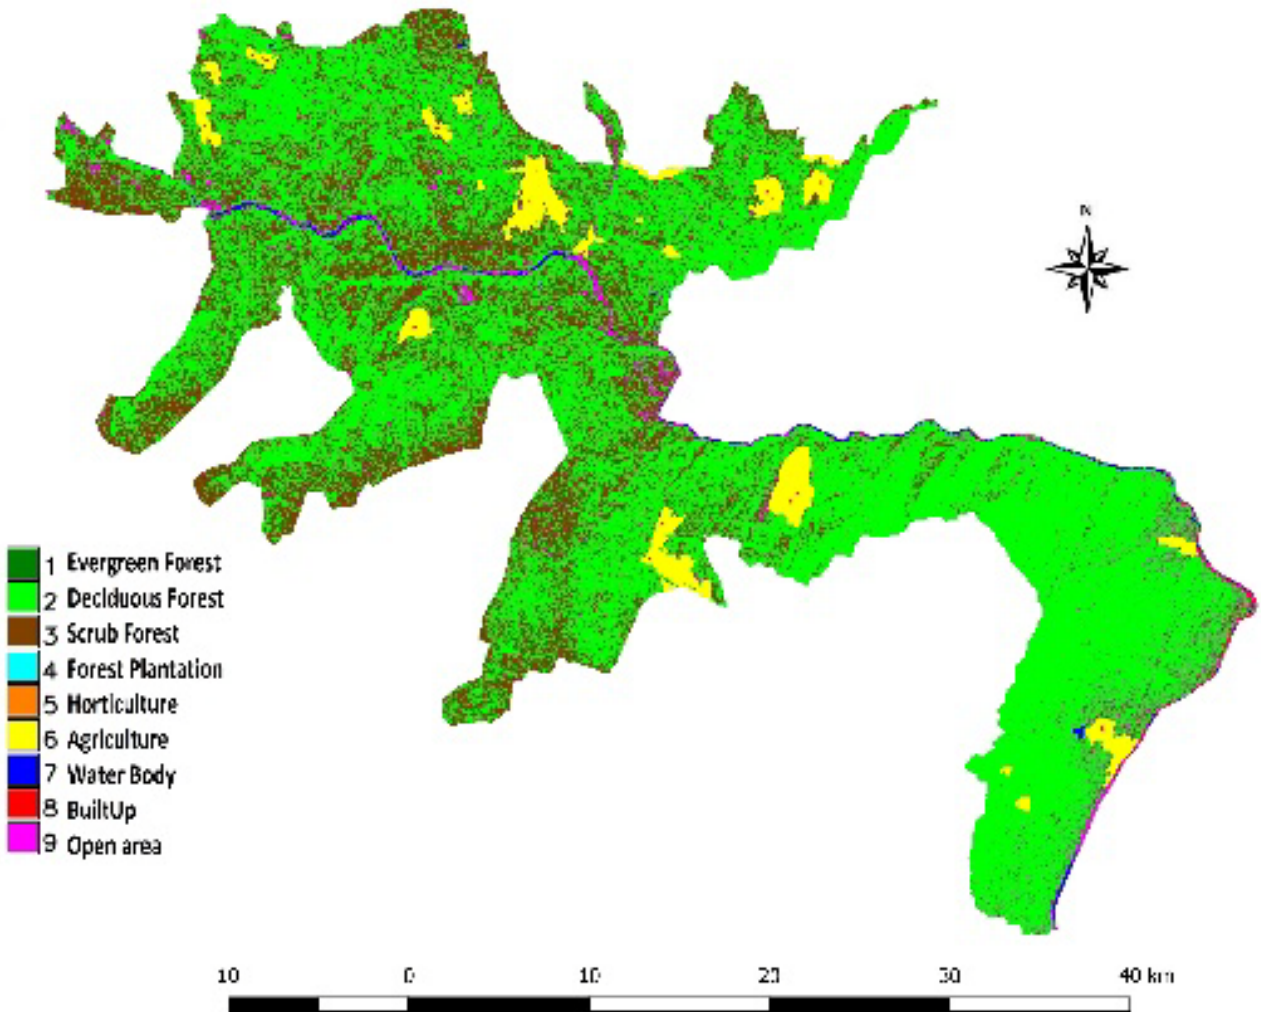 N
1 Evergreen Forest
2 Deciduous Forest
3 Scrub Forest
4 Forest Plantation
5 Horticulture
6 Agriculture
7 Water Body
8 BuiltUp
9 Open area
10 0 10 20 30 40 km